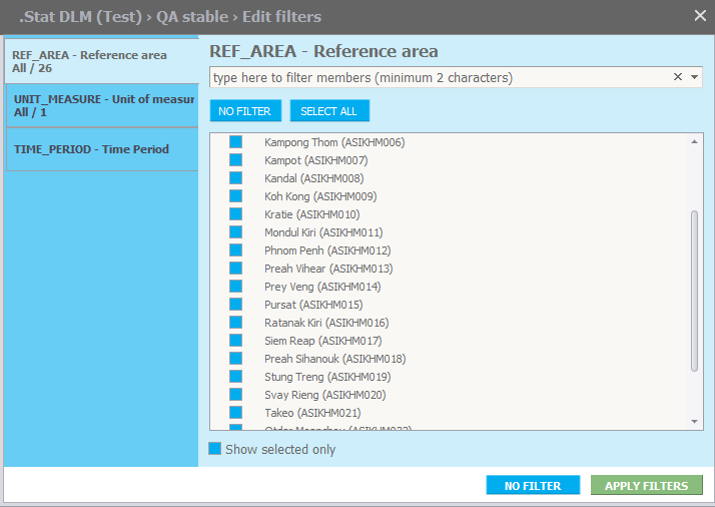 .Stat DLM (Test) › QA stable › Edit filters
REF_AREA - Reference area
All / 26
UNIT_MEASURE - Unit of measur
All / 1
TIME_PERIOD - Time Period
REF_AREA - Reference area
type here to filter members (minimum 2 characters)
NO FILTER
SELECT ALL
Kampong Thom (ASIKHM006)
Kampot (ASIKHM007)
Kandal (ASIKHM008)
Koh Kong (ASIKHM009)
Kratie (ASIKHM010)
Mondul Kiri (ASIKHM011)
Phnom Penh (ASIKHM012)
Preah Vihear (ASIKHM013)
Prey Veng (ASIKHM014)
Pursat (ASIKHM015)
Ratanak Kiri (ASIKHM016)
Siem Reap (ASIKHM017)
Preah Sihanouk (ASIKHM018)
Stung Treng (ASIKHM019)
Svay Rieng (ASIKHM020)
Takeo (ASIKHM021)
Show selected only
NO FILTER
APPLY FILTERS